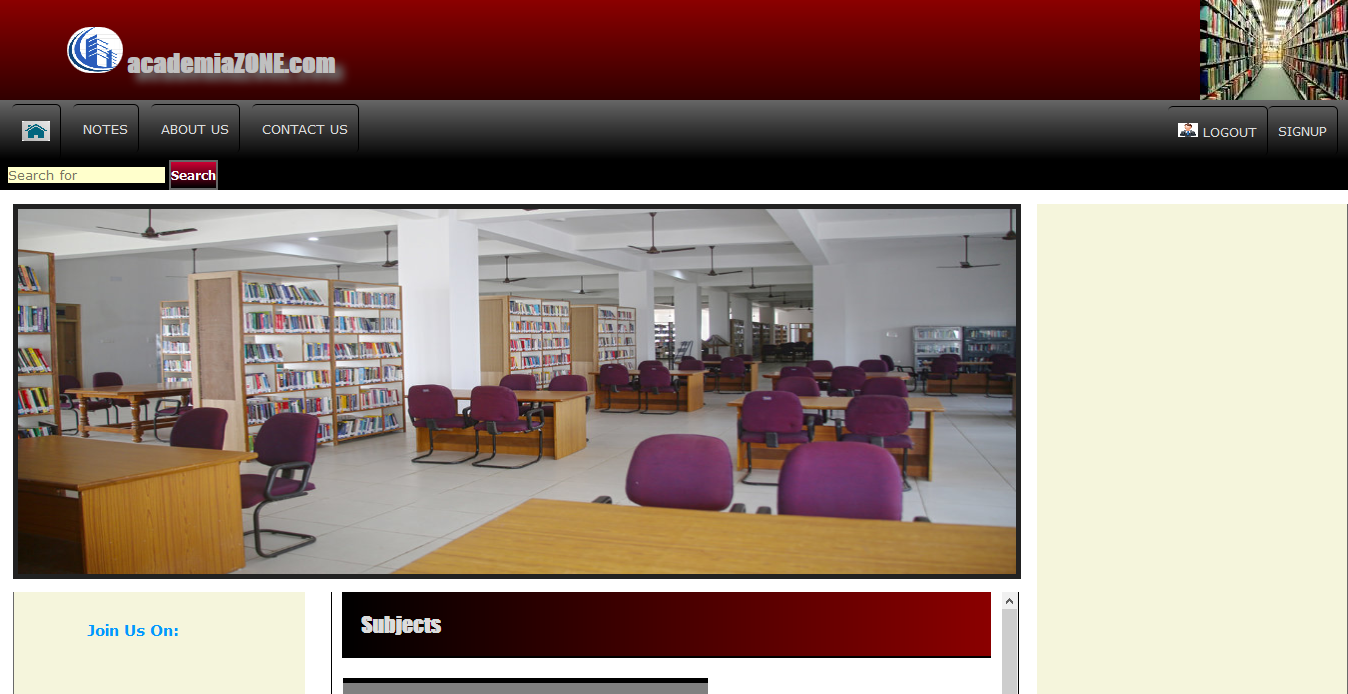 academiaZONE.com
NOTES
ABOUT US
CONTACT US
LOGOUT
SIGNUP
Search for
Search
Join Us On:
Subjects